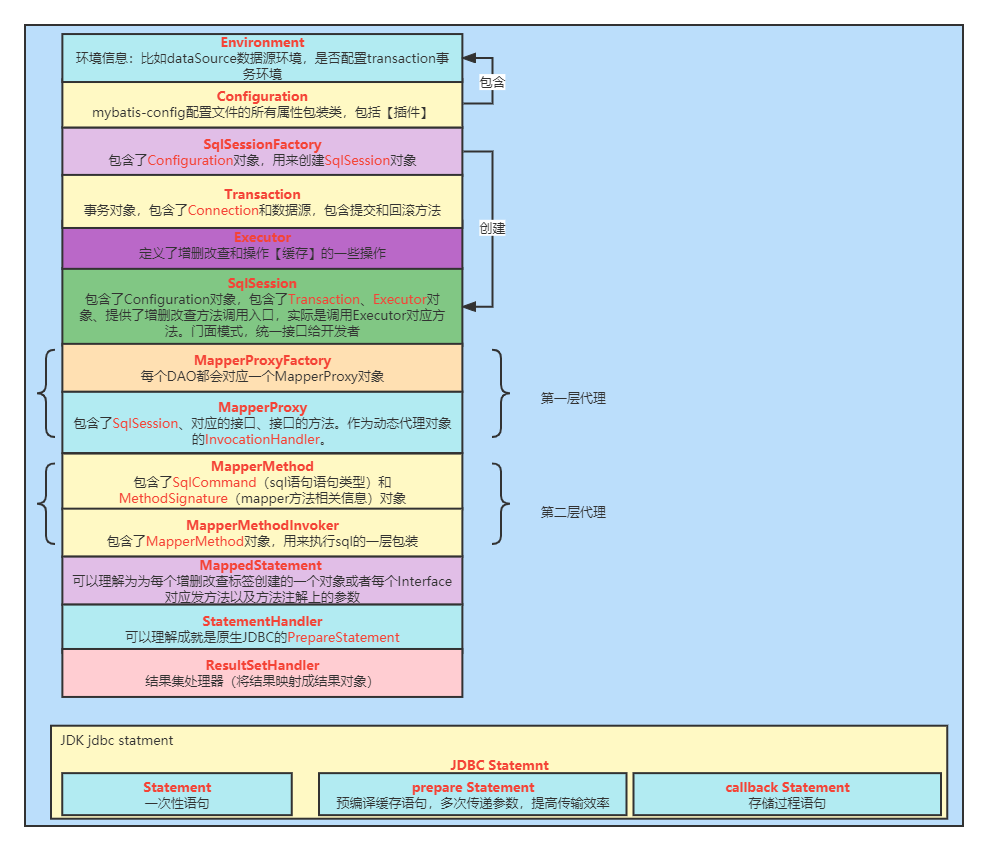 Environment
环境信息：比如dataSource数据源环境，是否配置transaction事
务环境
包含
Configuration
mybatis-config配置文件的所有属性包装类，包括【插件】
SqlSessionFactory
包含了Configuration对象，用来创建SqlSession对象
Transaction
事务对象，包含了Connection和数据源，包含提交和回滚方法
创建
Executor
定义了增删改查和操作【缓存】的一些操作
SqlSession
包含了Configuration对象，包含了Transaction、Executor对
象、提供了增删改查方法调用入口，实际是调用Executor对应方
法。门面模式，统一接口给开发者
MapperProxyFactory
每个DAO都会对应一个MapperProxy对象
第一层代理
MapperProxy
包含了SqlSession、对应的接口、接口的方法。作为动态代理对象
的InvocationHandler。
MapperMethod
包含了SqlCommand（sql语句语句类型）和
MethodSignature（mapper方法相关信息）对象
第二层代理
MapperMethodInvoker
包含了MapperMethod对象，用来执行sql的一层包装
MappedStatement
可以理解为为每个增删改查标签创建的一个对象或者每个Interface
对应发方法以及方法注解上的参数
StatementHandler
可以理解成就是原生JDBC的PrepareStatement
ResultSetHandler
结果集处理器（将结果映射成结果对象）
JDK jdbc statment
JDBC Statemnt
Statement
一次性语句
prepare Statement
预编译缓存语句，多次传递参数，提高传输效率
callback Statement
存储过程语句